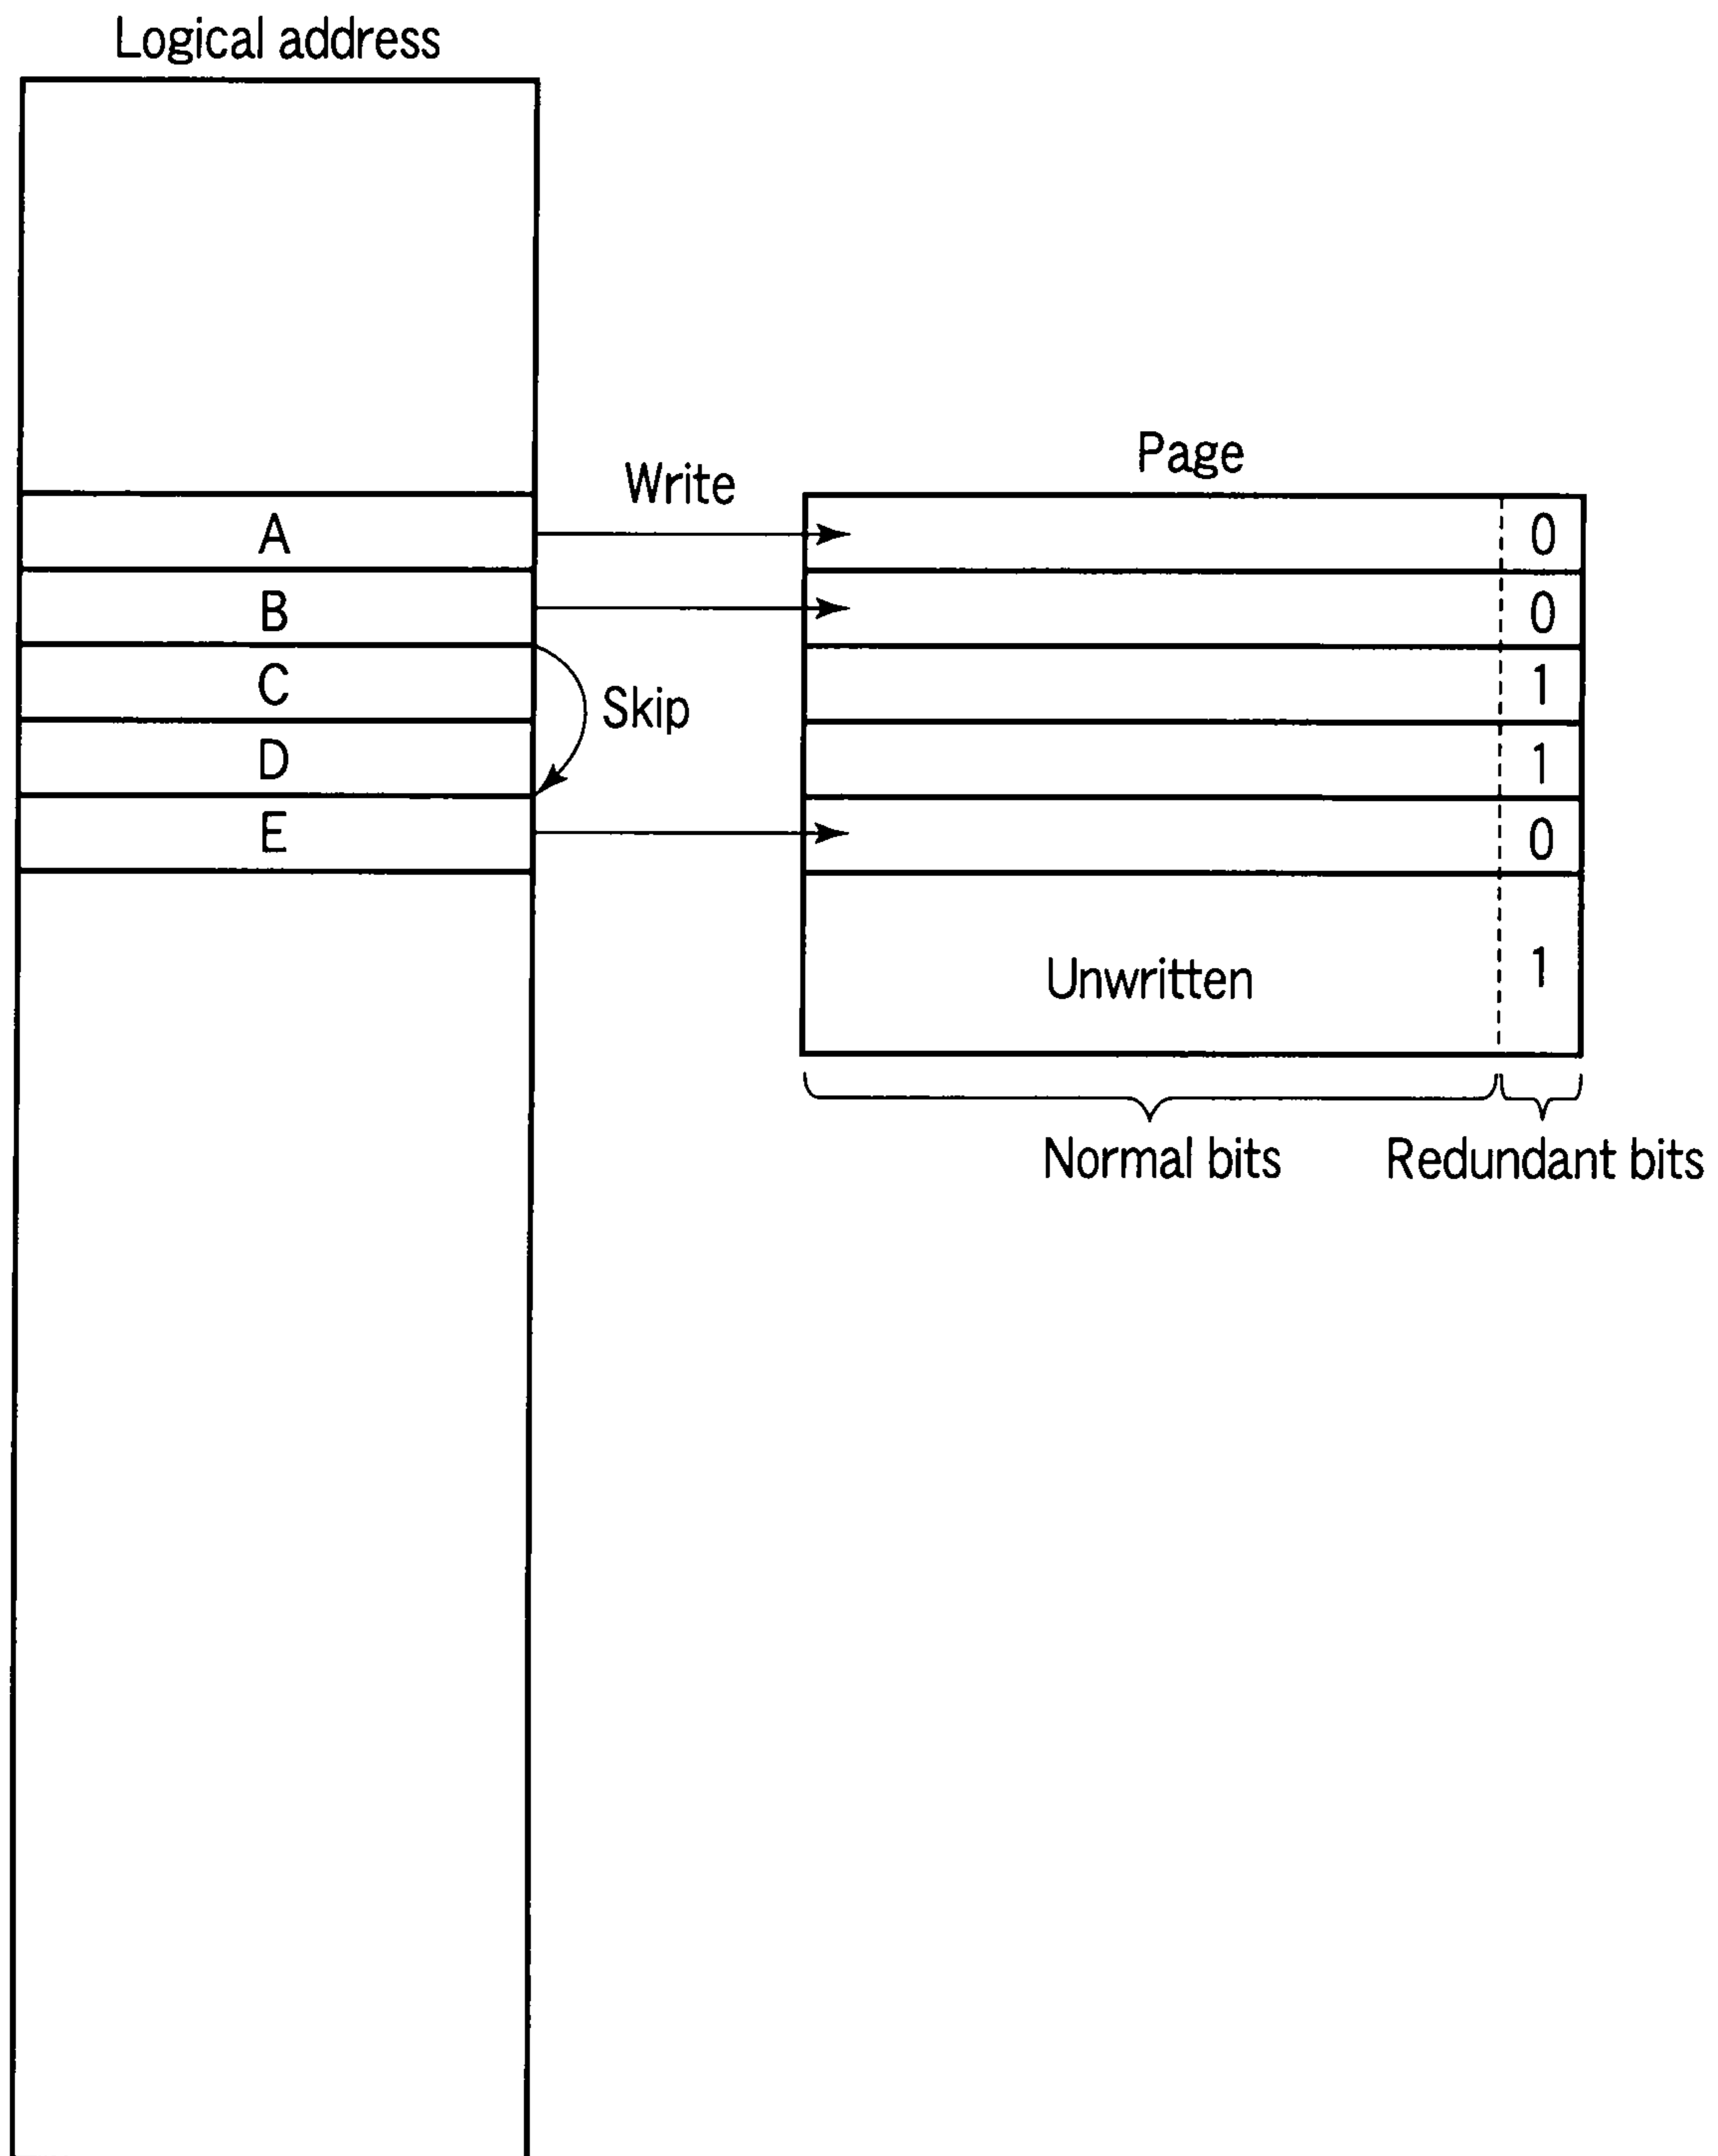 Logical address
Page
Write
A 0
B 0
C 1
Skip
D 1
E 0
Unwritten 1
Normal bits Redundant bits